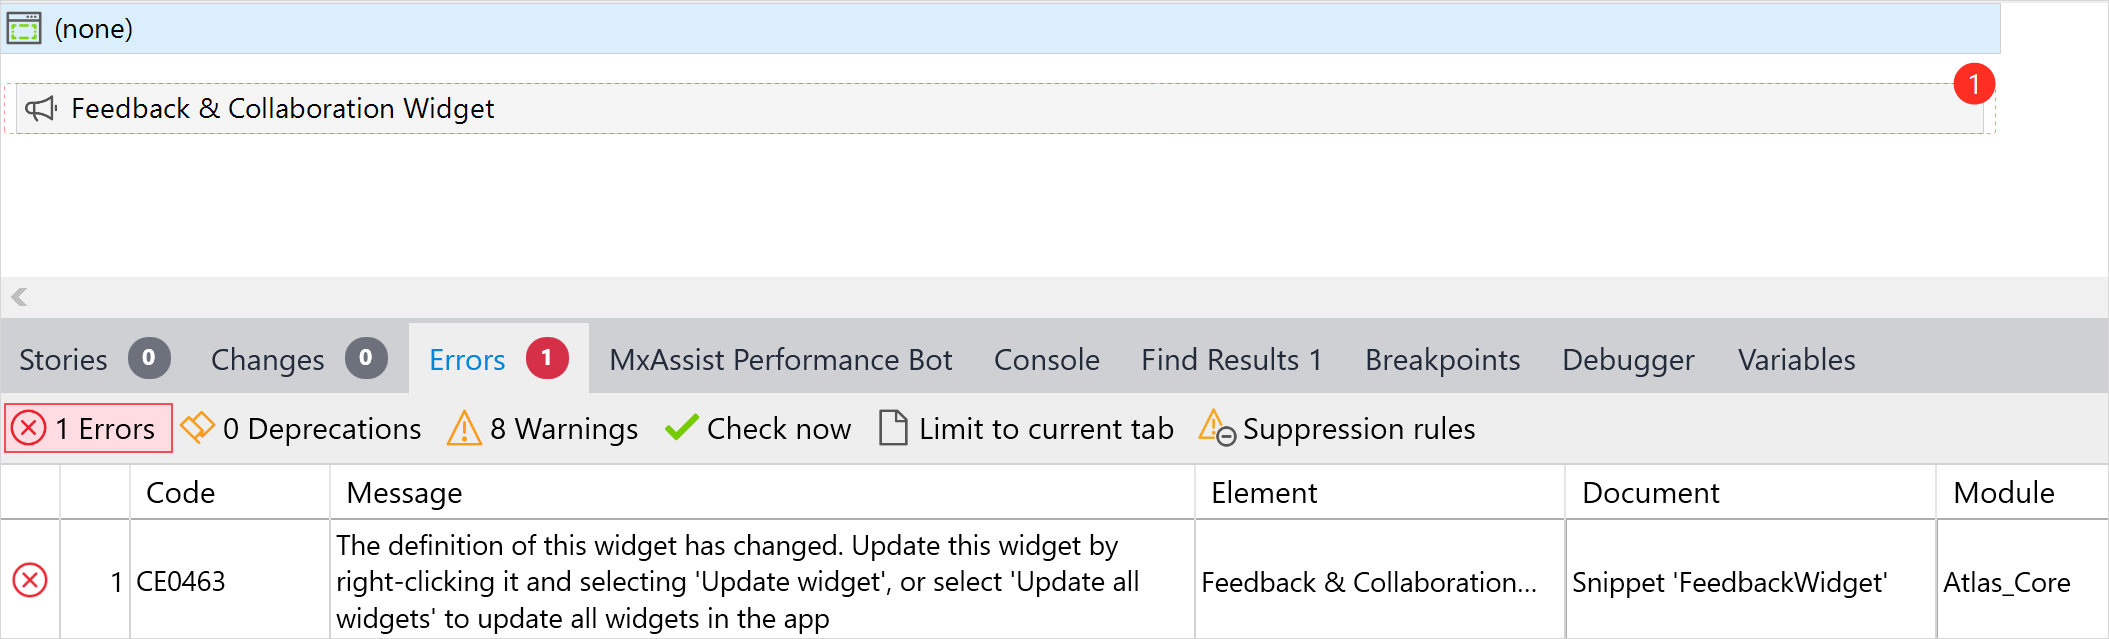 (none)
Feedback & Collaboration Widget
1
Stories 0 Changes 0 Errors 1 MxAssist Performance Bot Console Find Results 1 Breakpoints Debugger Variables
1 Errors 0 Deprecations 8 Warnings Check now Limit to current tab Suppression rules
Code Message Element Document Module
The definition of this widget has changed. Update this widget by
1 CE0463 right-clicking it and selecting 'Update widget', or select 'Update all Feedback & Collaboration... Snippet 'FeedbackWidget' Atlas_Core
widgets' to update all widgets in the app